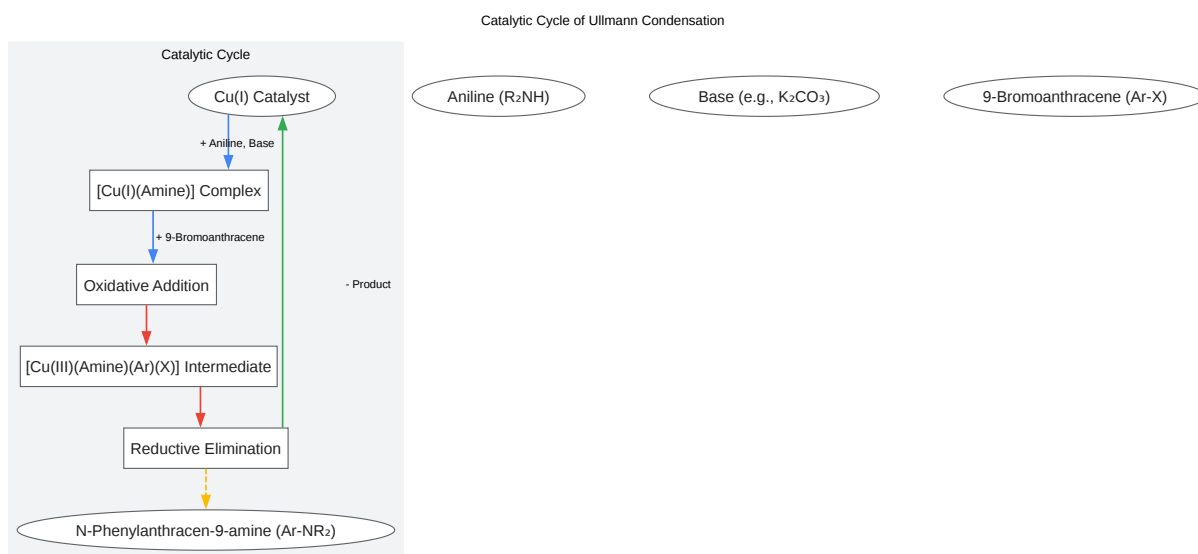 Catalytic Cycle of Ullmann Condensation
Catalytic Cycle
Cu(I) Catalyst
Aniline (R₂NH)
Base (e.g., K₂CO₃)
9-Bromoanthracene (Ar-X)
+ Aniline, Base
[Cu(I)(Amine)] Complex
+ 9-Bromoanthracene
Oxidative Addition
- Product
[Cu(III)(Amine)(Ar)(X)] Intermediate
Reductive Elimination
N-Phenylanthracen-9-amine (Ar-NR₂)